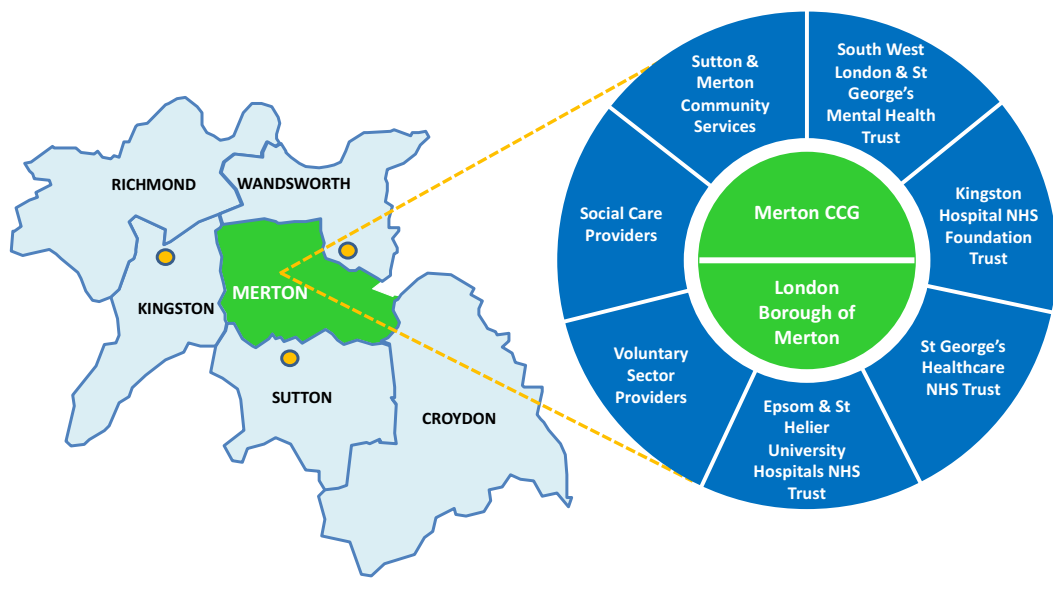 RICHMOND
WANDSWORTH
MERTON
KINGSTON
SUTTON
CROYDON
Sutton &
Merton
Community
Services
South West
London & St
George’s
Mental Health
Trust
Kingston
Hospital NHS
Foundation
Trust
St George’s
Healthcare
NHS Trust
Epsom & St
Helier
University
Hospitals NHS
Trust
Voluntary
Sector
Providers
Social Care
Providers
Merton CCG
London
Borough of
Merton